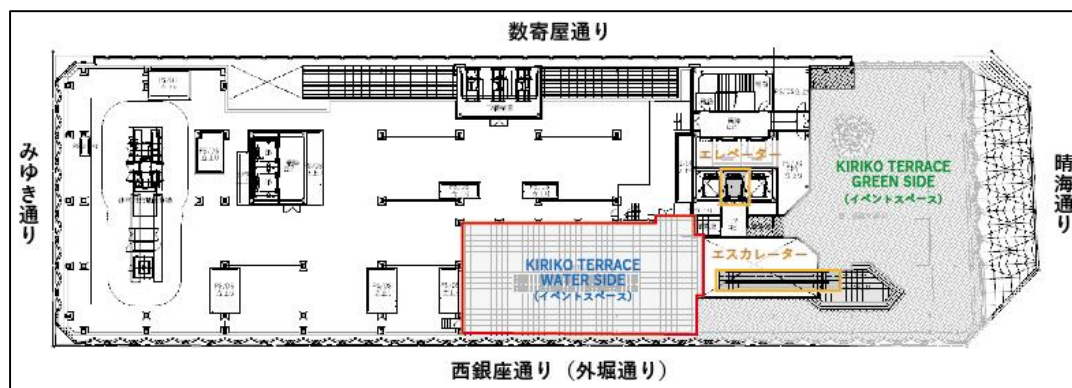 数寄屋通り
みゆき通り
エレベーター
KIRIKO TERRACE
GREEN SIDE
(イベントスペース)
晴海通り
KIRIKO TERRACE
WATER SIDE
(イベントスペース)
エスカレーター
西銀座通り（外堀通り）